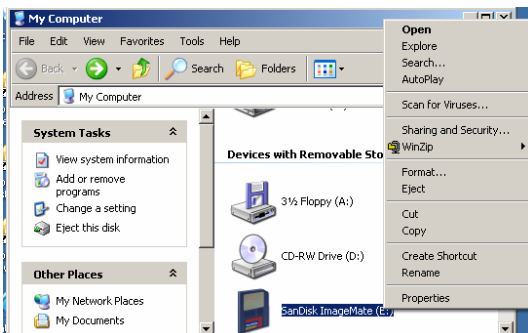 My Computer
File Edit View Favorites Tools Help
Back Search Folders
Address My Computer
System Tasks
View system information
Add or remove
programs
Change a setting
Eject this disk
Other Places
My Network Places
My Documents
Devices with Removable Sto
3½ Floppy (A:)
CD-RW Drive (D:)
SanDisk ImageMate (E:)
Open
Explore
Search...
AutoPlay
Scan for Viruses...
Sharing and Security...
WinZip
Format...
Eject
Cut
Copy
Create Shortcut
Rename
Properties